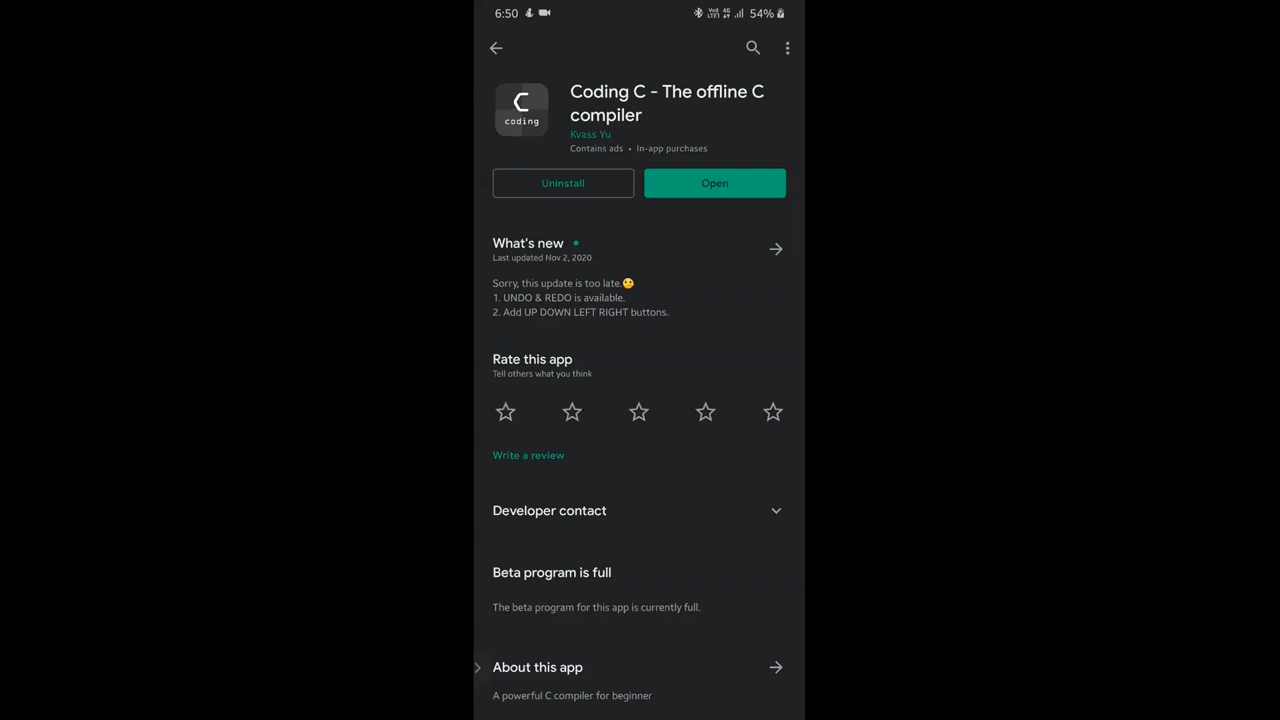 6:50
VoLTE1 4G 54%
Coding C - The offline C
compiler
C
coding
Kvass Yu
Contains ads • In-app purchases
Uninstall
Open
What's new
Last updated Nov 2, 2020
Sorry, this update is too late.🤒
1. UNDO & REDO is available.
2. Add UP DOWN LEFT RIGHT buttons.
Rate this app
Tell others what you think
Write a review
Developer contact
Beta program is full
The beta program for this app is currently full.
About this app
A powerful C compiler for beginner